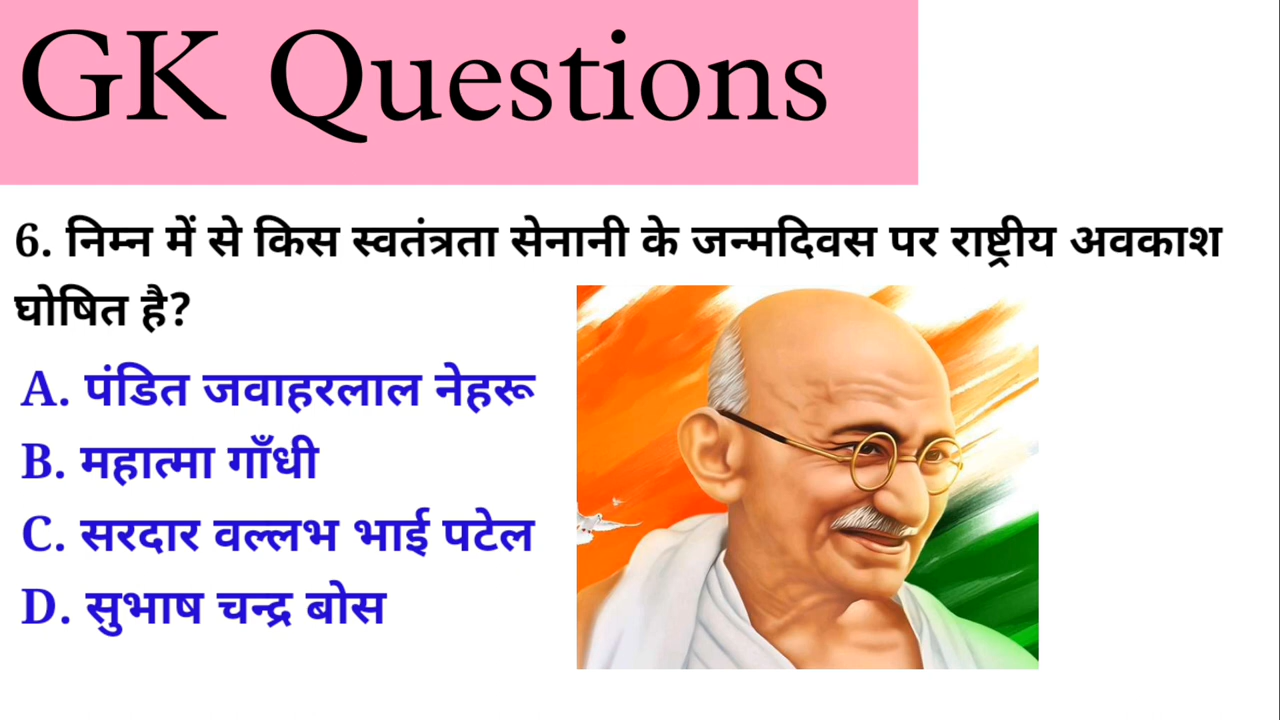 GK Questions
6. निम्न में से किस स्वतंत्रता सेनानी के जन्मदिवस पर राष्ट्रीय अवकाश
घोषित है?
A. पंडित जवाहरलाल नेहरू
B. महात्मा गाँधी
C. सरदार वल्लभ भाई पटेल
D. सुभाष चन्द्र बोस